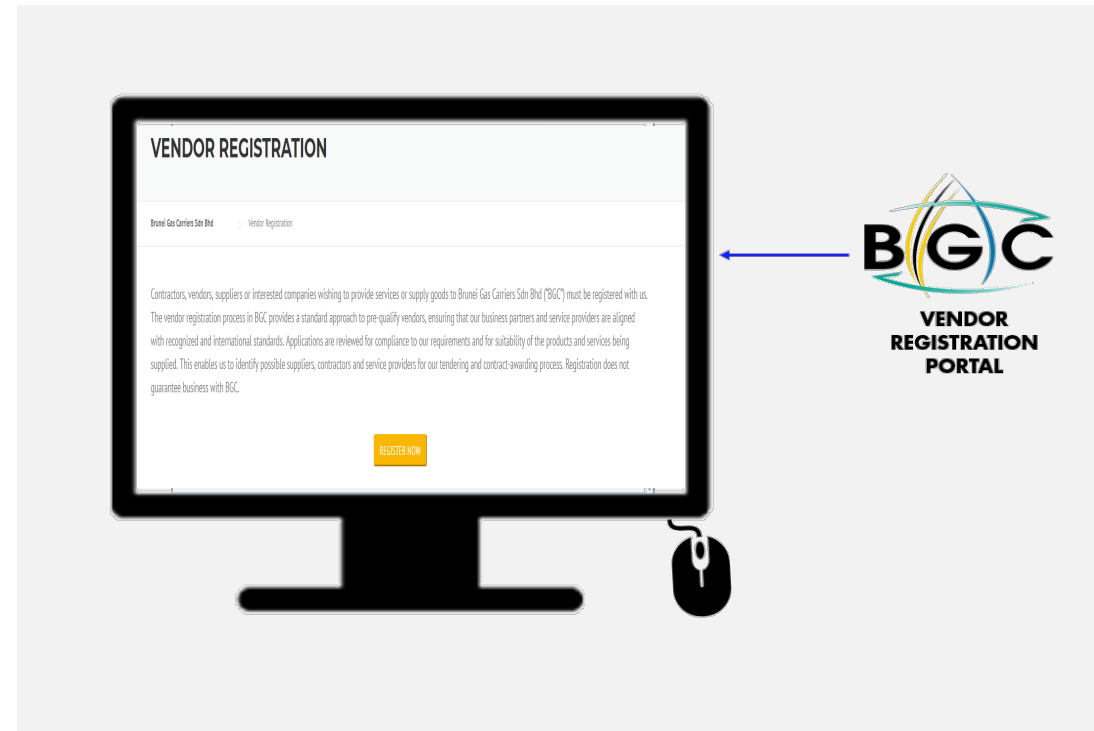 VENDOR REGISTRATION
Brunei Gas Carriers Sdn Bhd
Vendor Registration
Contractors, vendors, suppliers or interested companies wishing to provide services or supply goods to Brunei Gas Carriers Sdn Bhd ("BGC") must be registered with us.
The vendor registration process in BGC provides a standard approach to pre-qualify vendors, ensuring that our business partners and service providers are aligned
with recognized and international standards. Applications are reviewed for compliance to our requirements and for suitability of the products and services being
supplied. This enables us to identify possible suppliers, contractors and service providers for our tendering and contract-awarding process. Registration does not
guarantee business with BGC.
REGISTER NOW
BGC
VENDOR
REGISTRATION
PORTAL